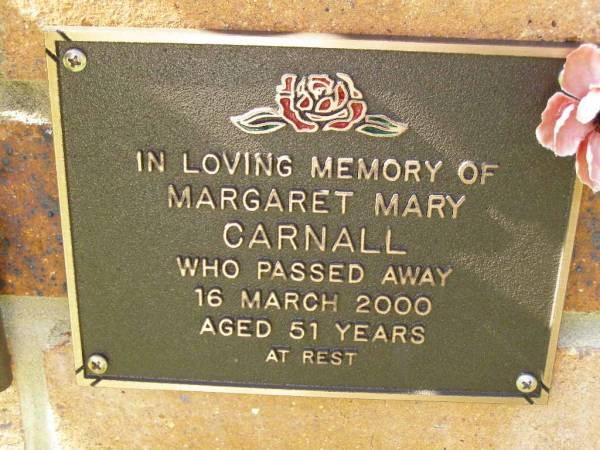 IN LOVING MEMORY OF
MARGARET MARY
CARNALL
WHO PASSED AWAY
16 MARCH 2000
AGED 51 YEARS
AT REST